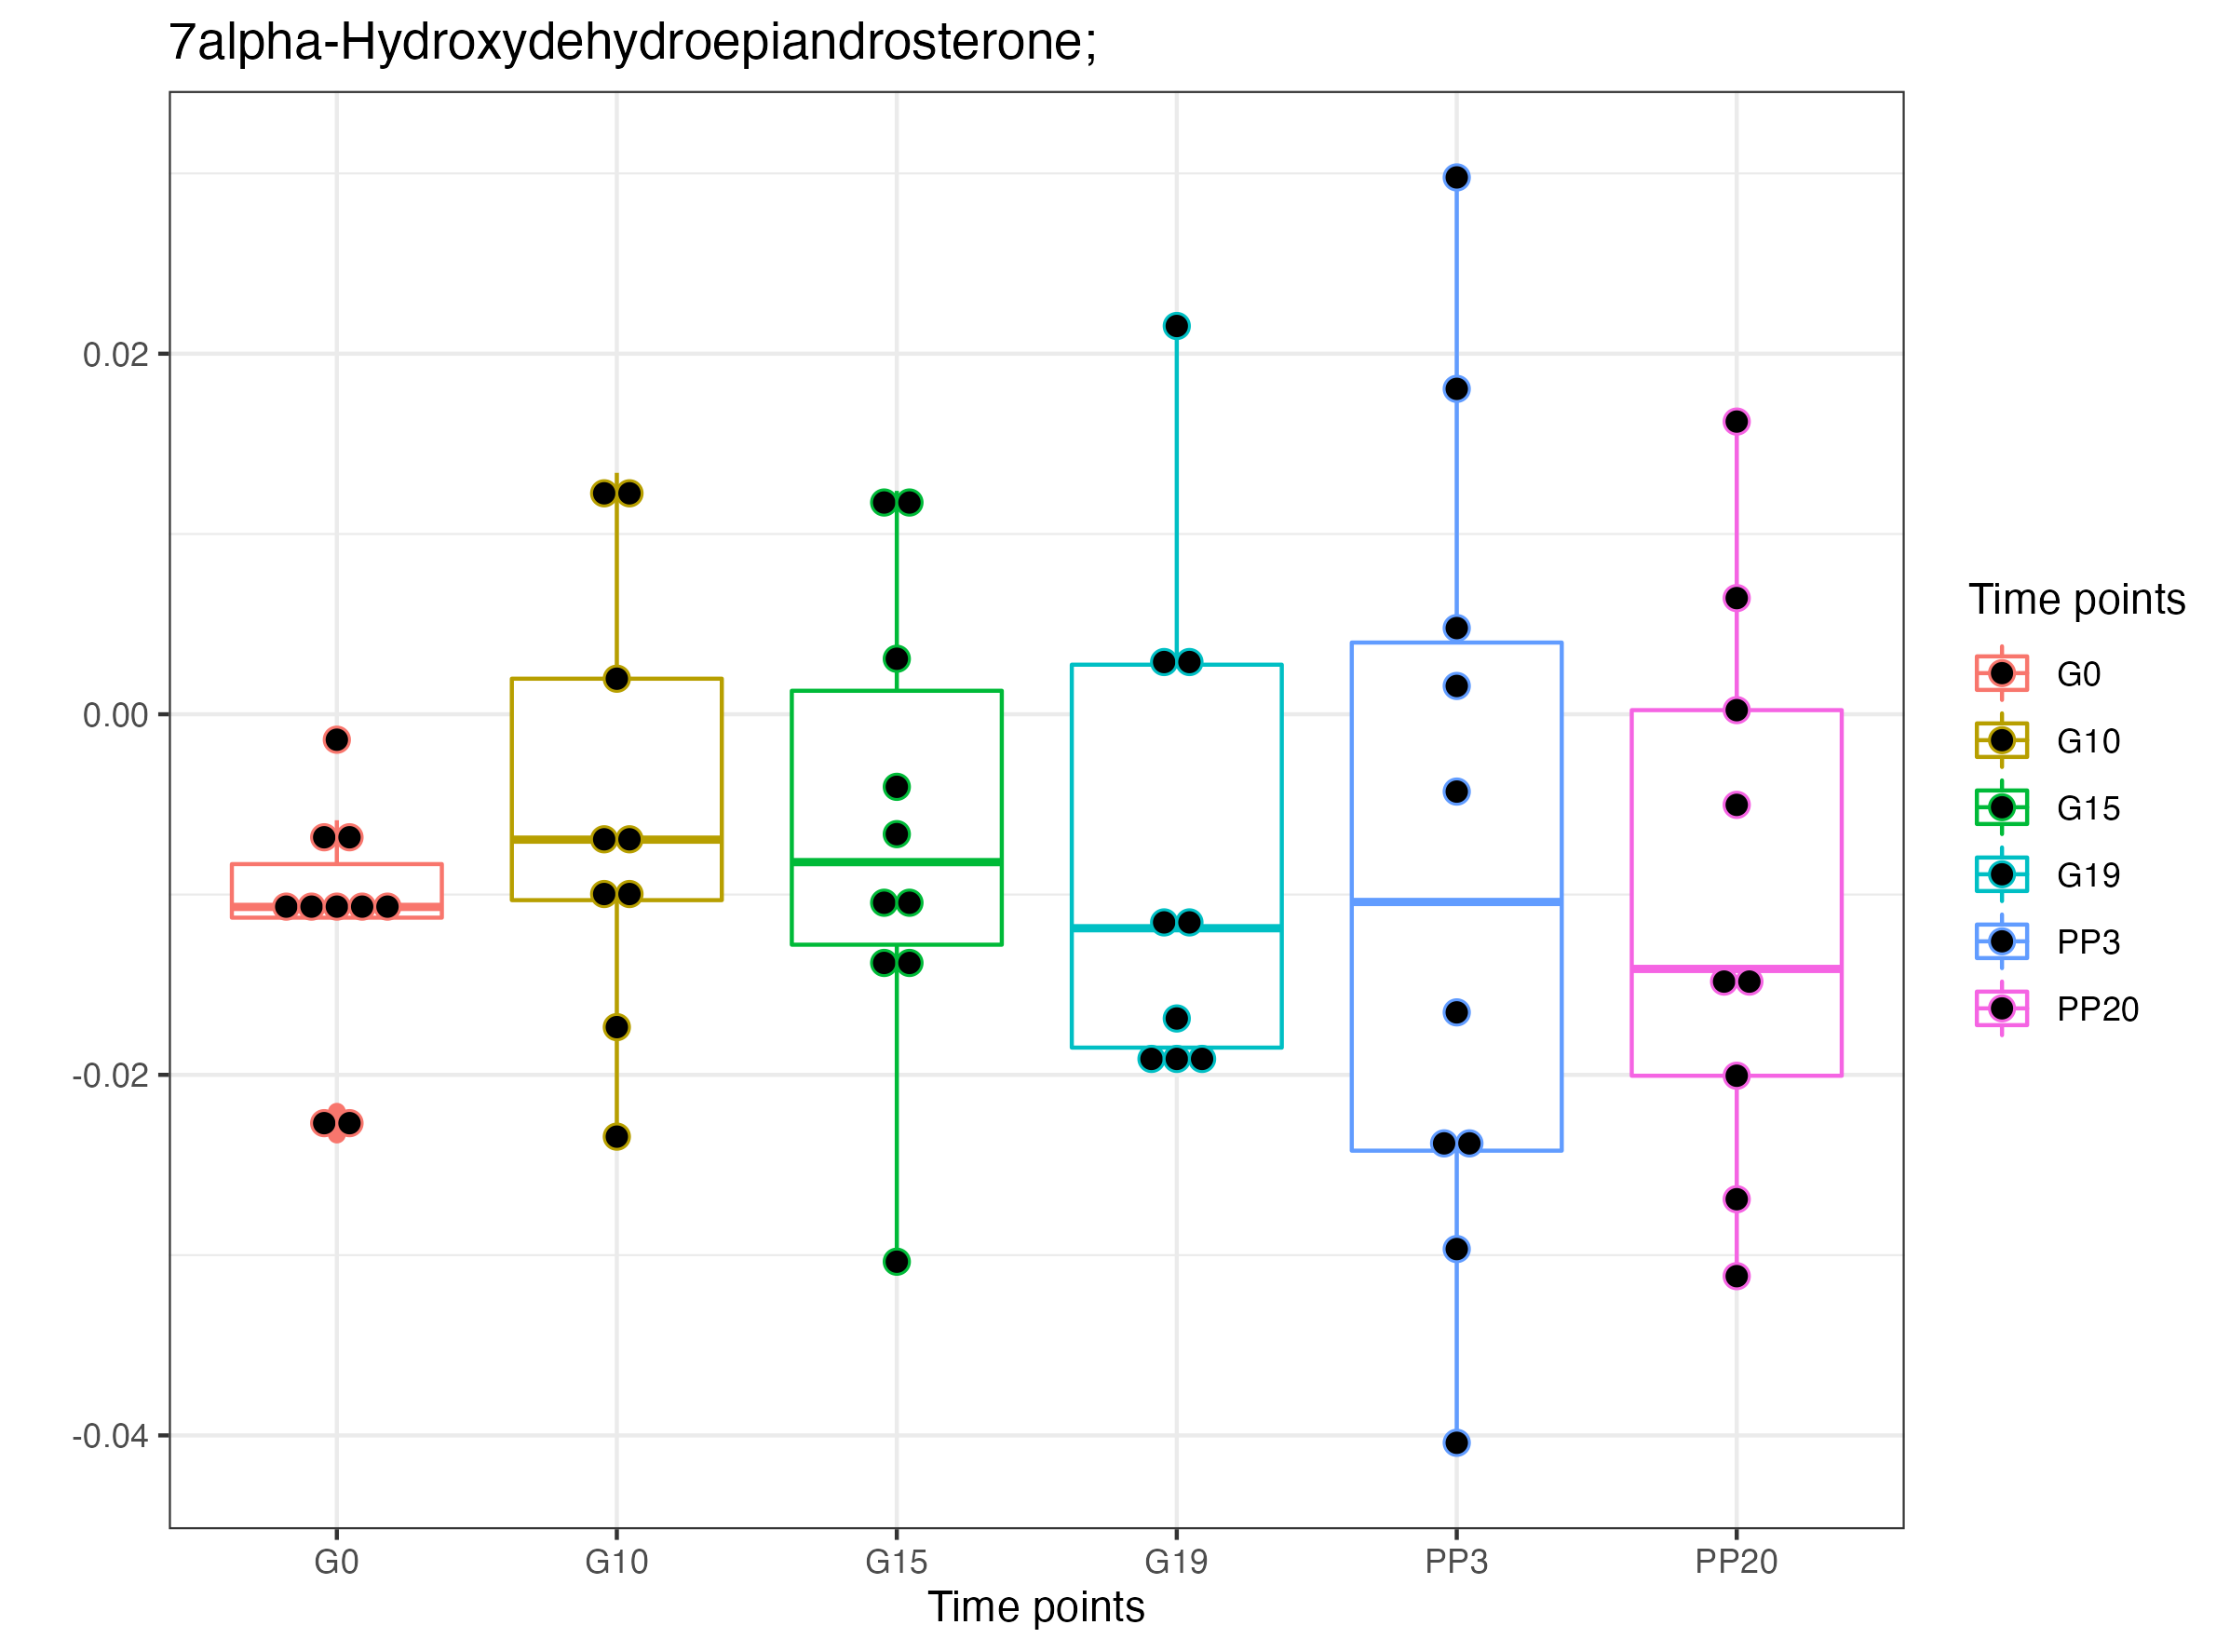 7alpha-Hydroxydehydroepiandrosterone;
0.02
0.00
-0.02
-0.04
G0 G10 G15 G19 PP3 PP20
Time points
Time points
G0
G10
G15
G19
PP3
PP20